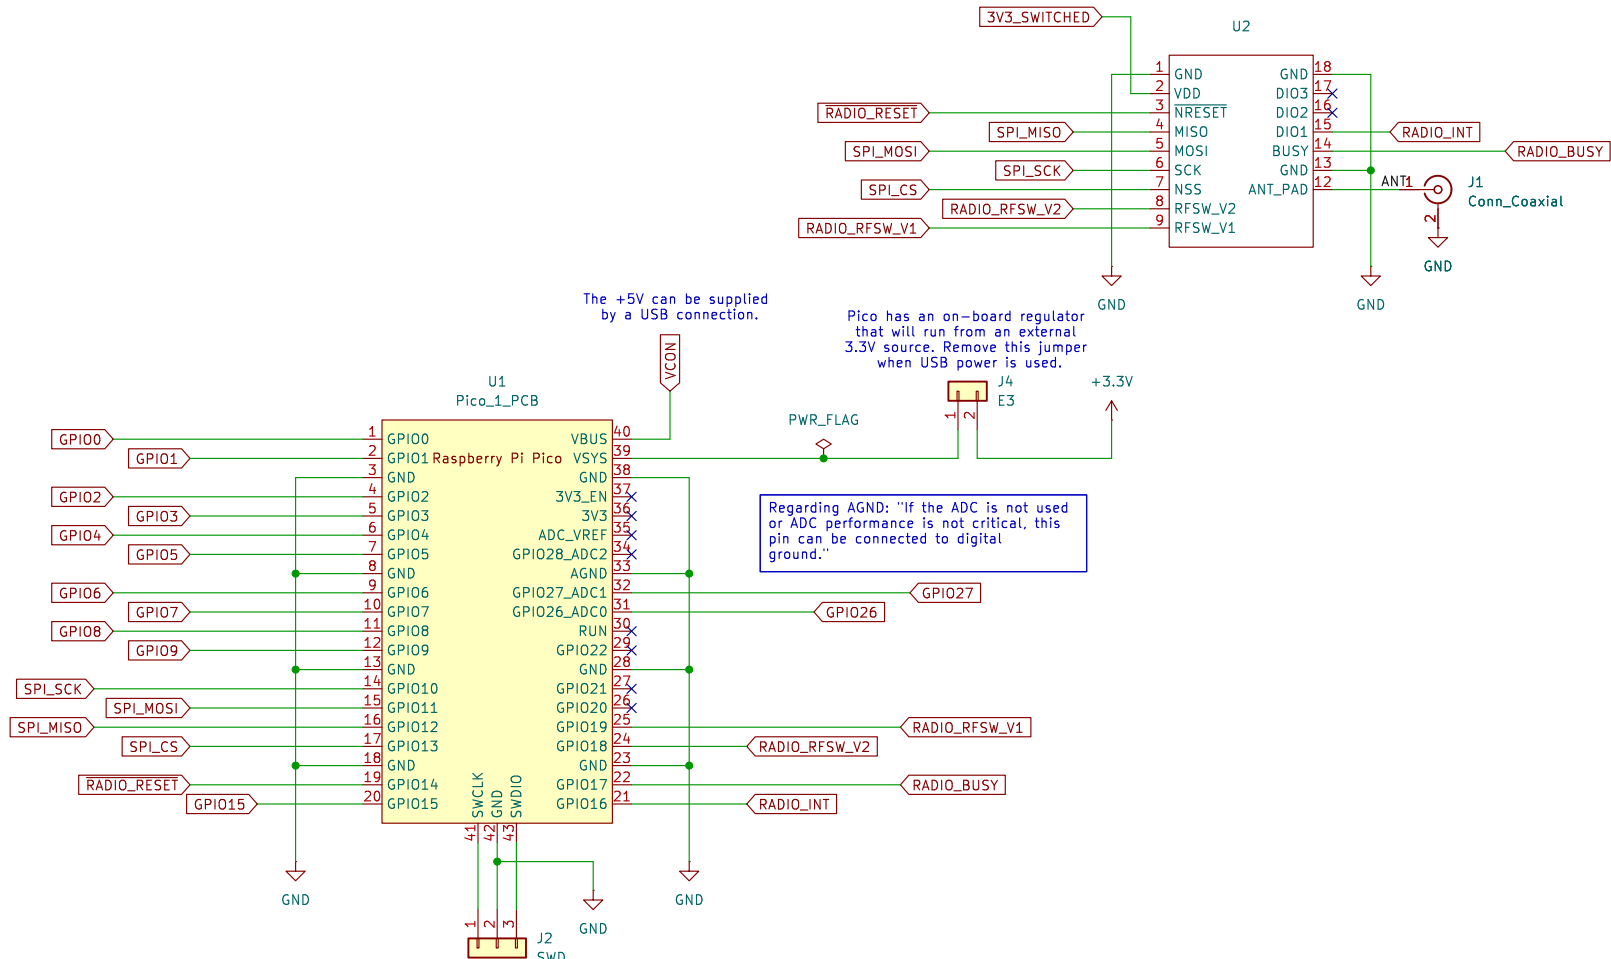 3V3_SWITCHED
U2
1 GND GND 18
2 VDD DIO3 17
RADIO_RESET 3 NRESET DIO2 16
SPI_MISO 4 MISO DIO1 15 RADIO_INT
SPI_MOSI 5 MOSI BUSY 14 RADIO_BUSY
SPI_SCK 6 SCK GND 13
SPI_CS 7 NSS ANT_PAD 12 ANT 1 J1
Conn_Coaxial
RADIO_RFSW_V2 8 RFSW_V2 2
RADIO_RFSW_V1 9 RFSW_V1
GND
GND
GND
The +5V can be supplied
by a USB connection.
VCON
Pico has an on-board regulator
that will run from an external
3.3V source. Remove this jumper
when USB power is used.
J4
E3
1 2
+3.3V
PWR_FLAG
U1
Pico_1_PCB
Raspberry Pi Pico
GPIO0 1 GPIO0 VBUS 40
GPIO1 2 GPIO1 VSYS 39
3 GND GND 38
GPIO2 4 GPIO2 3V3_EN 37
GPIO3 5 GPIO3 3V3 36
GPIO4 6 GPIO4 ADC_VREF 35
GPIO5 7 GPIO5 GPIO28_ADC2 34
8 GND AGND 33
GPIO6 9 GPIO6 GPIO27_ADC1 32 GPIO27
GPIO7 10 GPIO7 GPIO26_ADC0 31 GPIO26
GPIO8 11 GPIO8 RUN 30
GPIO9 12 GPIO9 GPIO22 29
13 GND GND 28
SPI_SCK 14 GPIO10 GPIO21 27
SPI_MOSI 15 GPIO11 GPIO20 26
SPI_MISO 16 GPIO12 GPIO19 25 RADIO_RFSW_V1
SPI_CS 17 GPIO13 GPIO18 24 RADIO_RFSW_V2
18 GND GND 23
RADIO_RESET 19 GPIO14 GPIO17 22 RADIO_BUSY
GPIO15 20 GPIO15 GPIO16 21 RADIO_INT
Regarding AGND: "If the ADC is not used
or ADC performance is not critical, this
pin can be connected to digital
ground."
SWCLK GND SWDIO
41 42 43
GND
GND
GND
1 2 3
J2
SWD